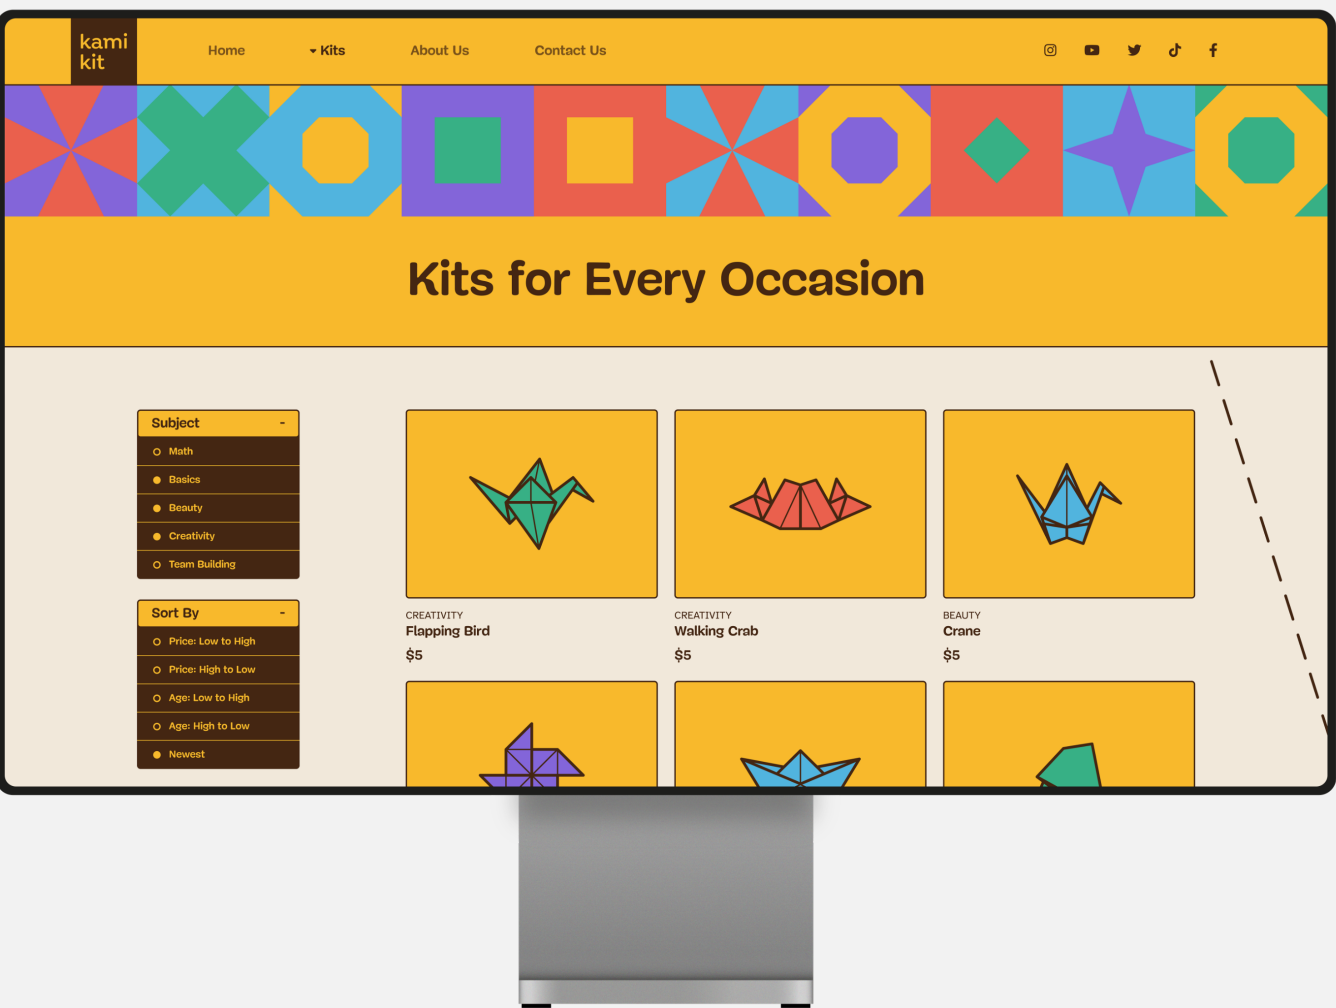 kami
kit
Home
Kits
About Us
Contact Us
Kits for Every Occasion
Subject -
Math
Basics
Beauty
Creativity
Team Building
Sort By -
Price: Low to High
Price: High to Low
Age: Low to High
Age: High to Low
Newest
CREATIVITY
Flapping Bird
$5
CREATIVITY
Walking Crab
$5
BEAUTY
Crane
$5